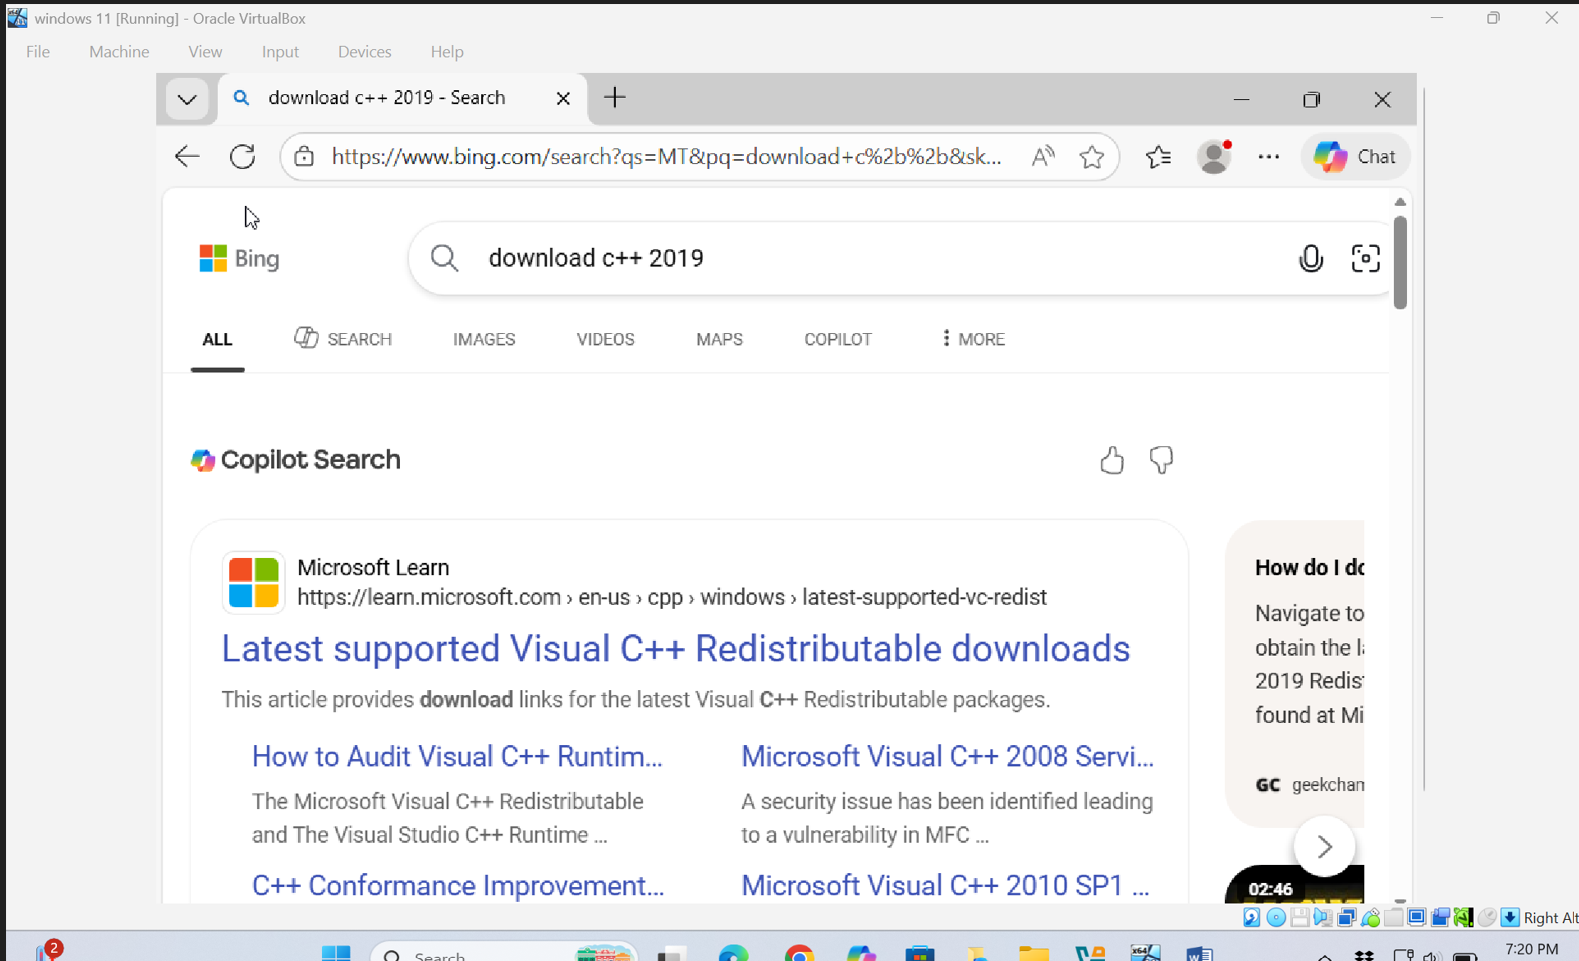 windows 11 [Running] - Oracle VirtualBox
File Machine View Input Devices Help
download c++ 2019 - Search
https://www.bing.com/search?qs=MT&pq=download+c%2b%2b&sk...
Chat
Bing
download c++ 2019
ALL SEARCH IMAGES VIDEOS MAPS COPILOT MORE
Copilot Search
Microsoft Learn
https://learn.microsoft.com › en-us › cpp › windows › latest-supported-vc-redist
Latest supported Visual C++ Redistributable downloads
This article provides download links for the latest Visual C++ Redistributable packages.
How to Audit Visual C++ Runtim...
The Microsoft Visual C++ Redistributable
and The Visual Studio C++ Runtime ...
C++ Conformance Improvement...
Microsoft Visual C++ 2008 Servi...
A security issue has been identified leading
to a vulnerability in MFC ...
Microsoft Visual C++ 2010 SP1 ...
How do I
Navigate to
obtain the
2019 Redis
found at Mi
GC geekcham
02:46
Right Alt
2
Search
x64
7:20 PM